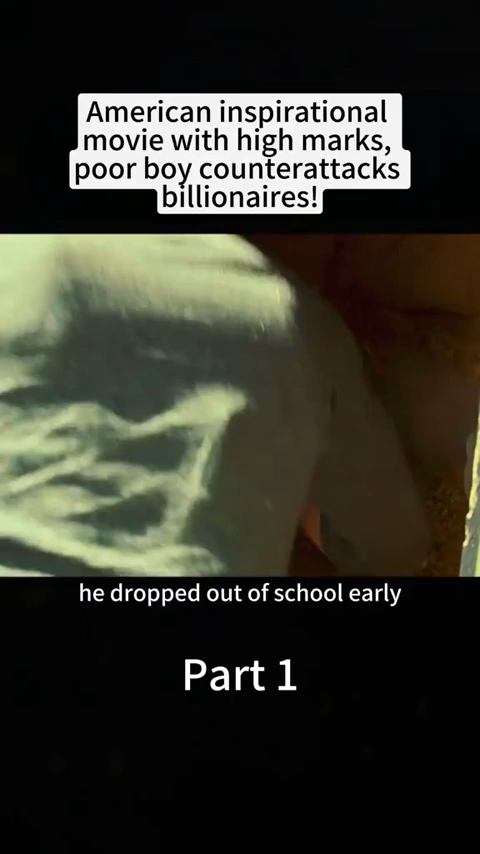 American inspirational
movie with high marks,
poor boy counterattacks
billionaires!
he dropped out of school early
Part 1